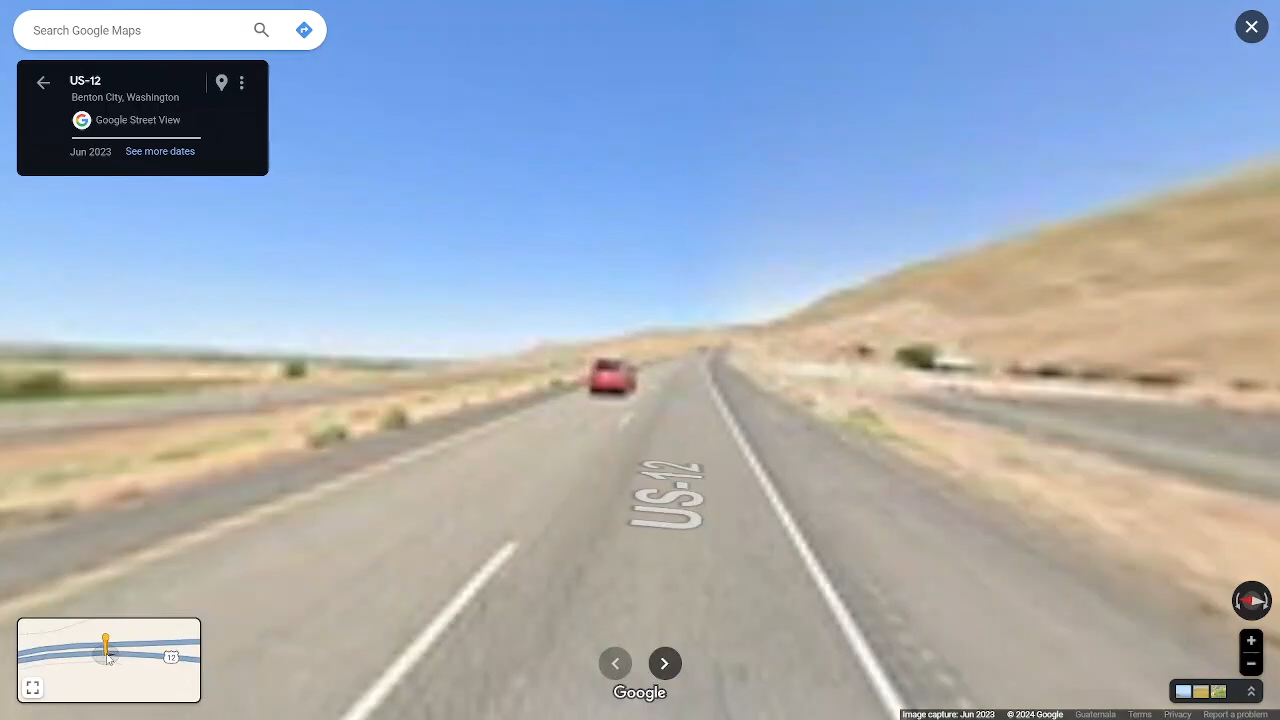 Search Google Maps
US-12
Benton City, Washington
Google Street View
Jun 2023 See more dates
US-12
12
Google
Image capture: Jun 2023 © 2024 Google Guatemala Terms Privacy Report a problem